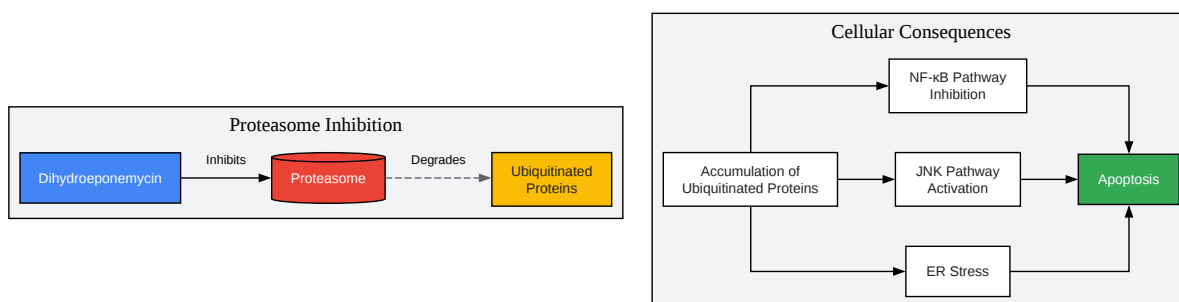 Proteasome Inhibition
Dihydroeponemycin
Inhibits
Proteasome
Degrades
Ubiquitinated
Proteins
Cellular Consequences
NF-κB Pathway
Inhibition
Accumulation of
Ubiquitinated Proteins
JNK Pathway
Activation
Apoptosis
ER Stress